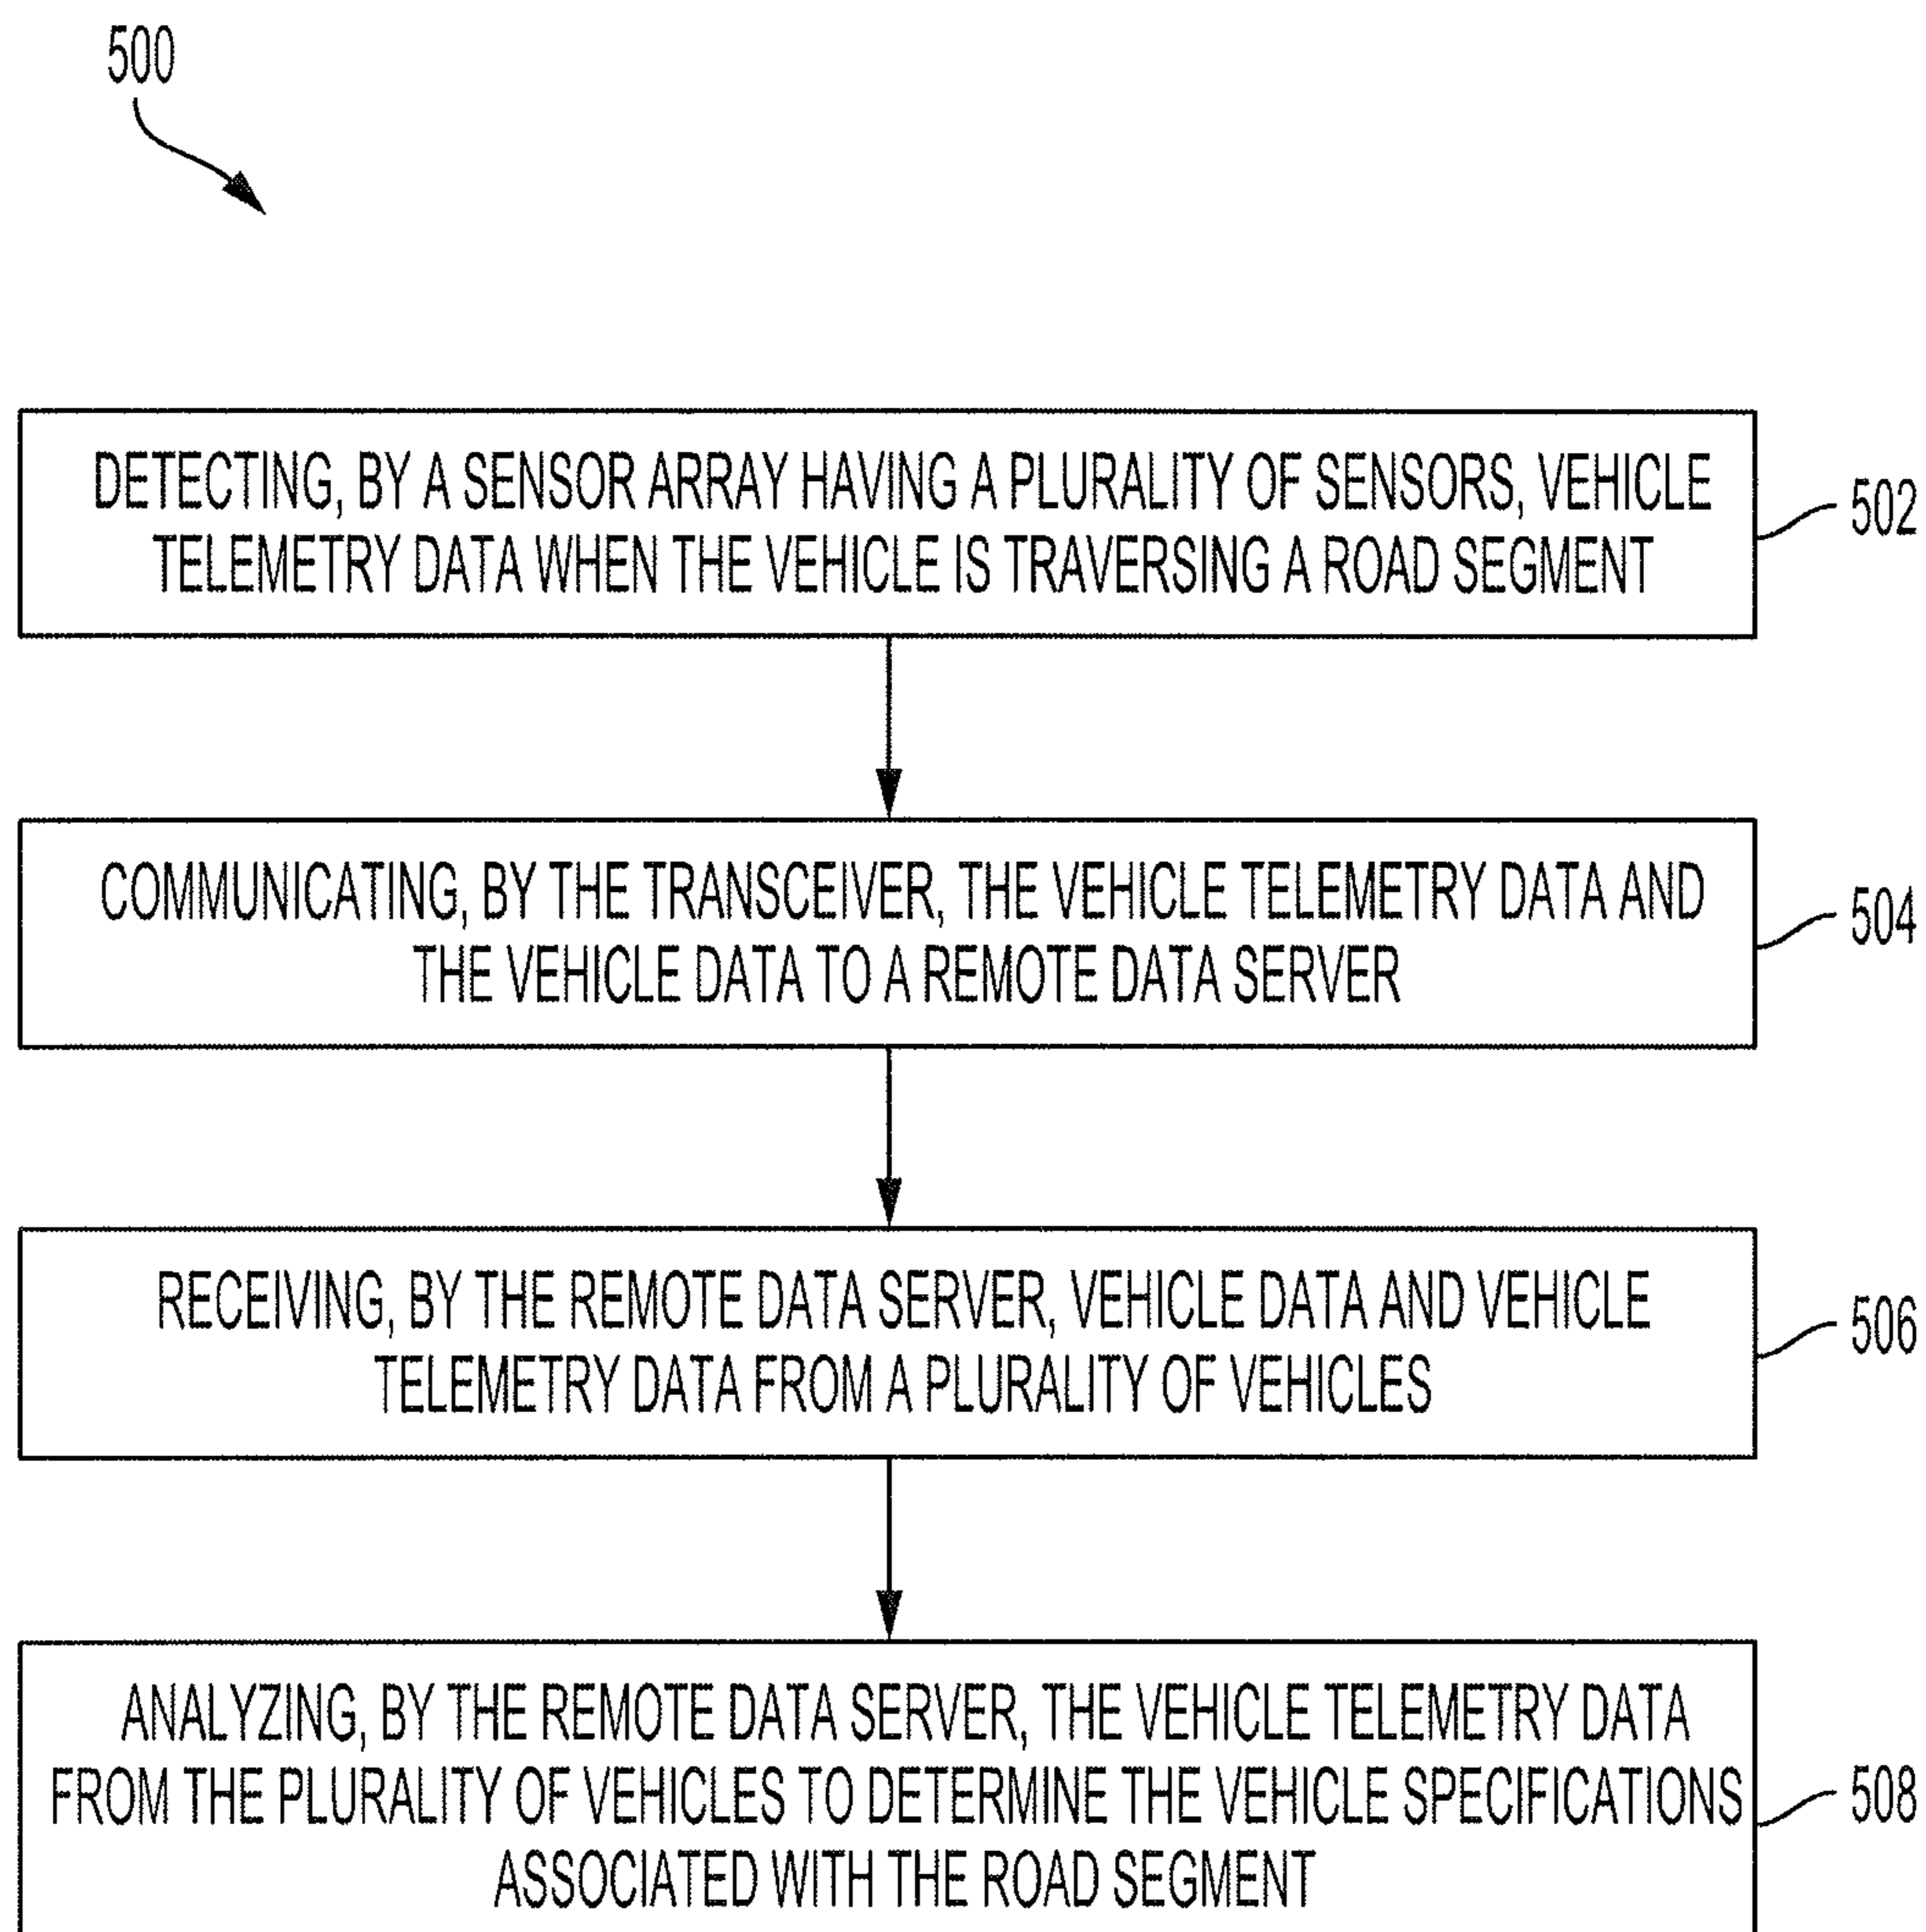 500
DETECTING, BY A SENSOR ARRAY HAVING A PLURALITY OF SENSORS, VEHICLE
TELEMETRY DATA WHEN THE VEHICLE IS TRAVERSING A ROAD SEGMENT
502
COMMUNICATING, BY THE TRANSCEIVER, THE VEHICLE TELEMETRY DATA AND
THE VEHICLE DATA TO A REMOTE DATA SERVER
504
RECEIVING, BY THE REMOTE DATA SERVER, VEHICLE DATA AND VEHICLE
TELEMETRY DATA FROM A PLURALITY OF VEHICLES
506
ANALYZING, BY THE REMOTE DATA SERVER, THE VEHICLE TELEMETRY DATA
FROM THE PLURALITY OF VEHICLES TO DETERMINE THE VEHICLE SPECIFICATIONS
ASSOCIATED WITH THE ROAD SEGMENT
508